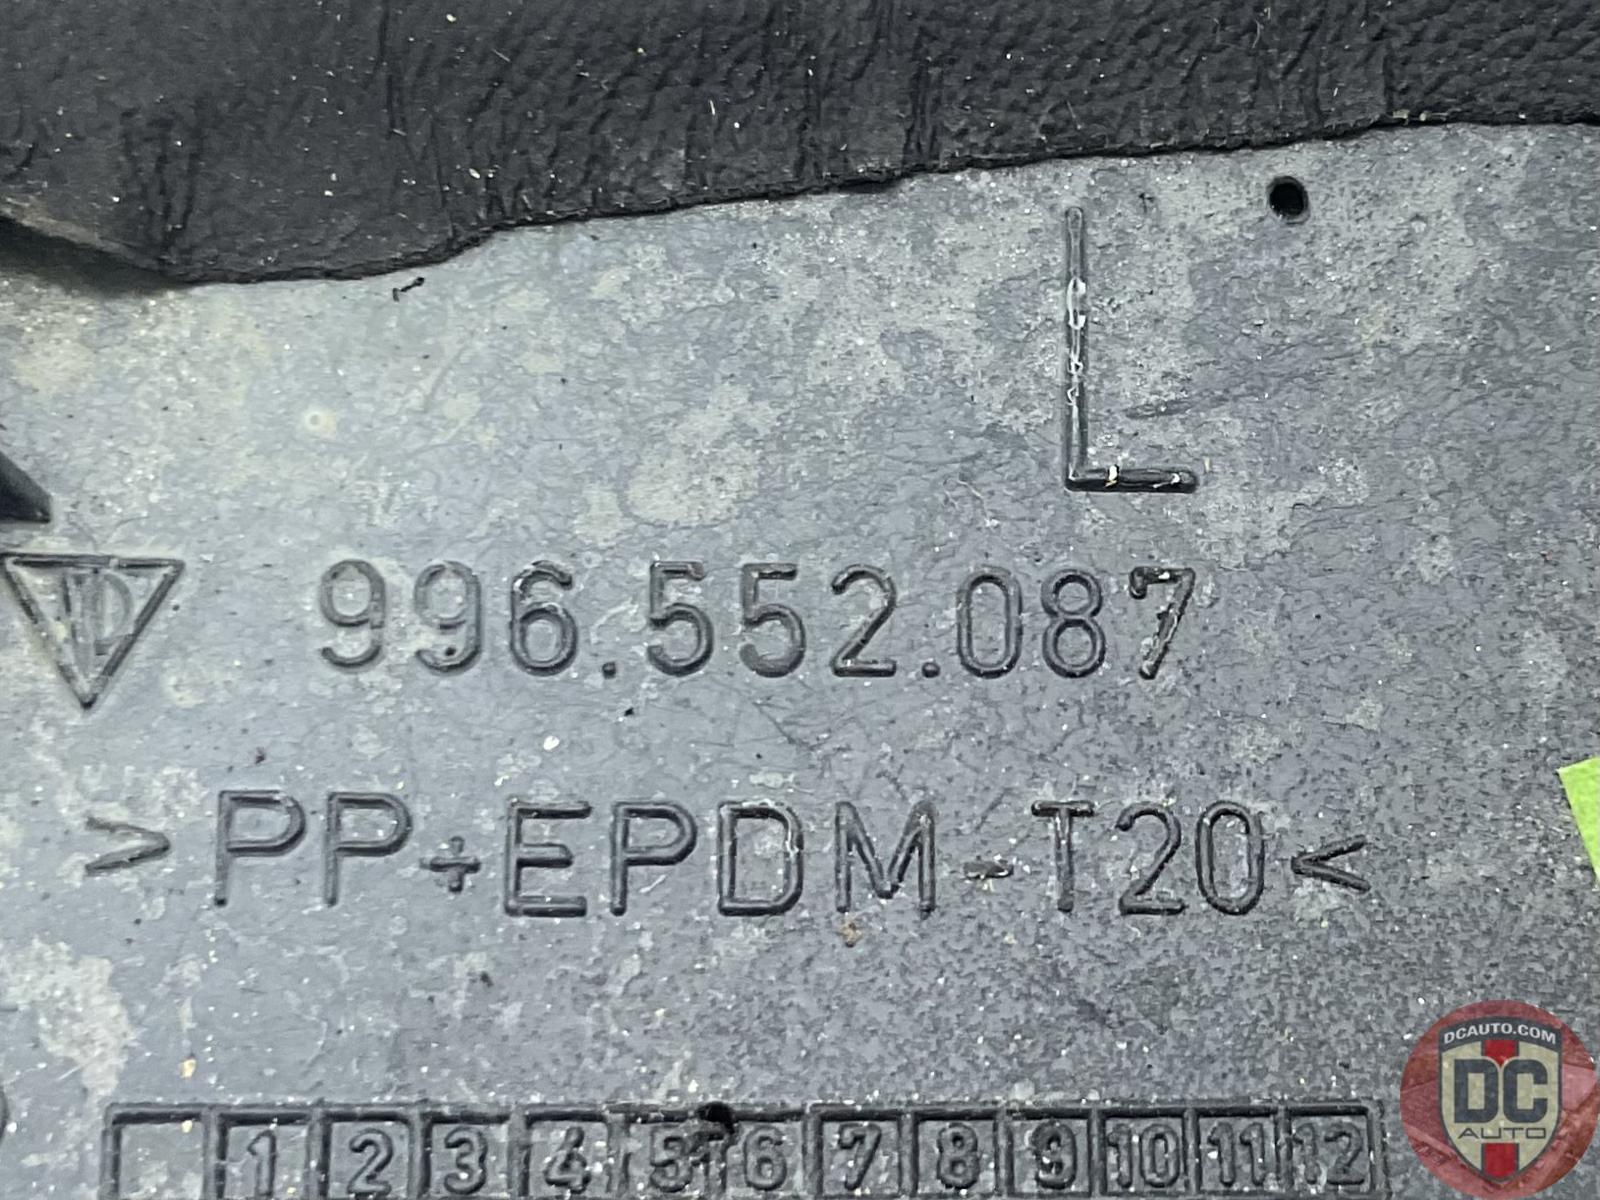 L
996.552.087
>PP+EPDM-T20<
1 2 3 4 5 6 7 8 9 10 11 12
DCAUTO.COM
DC
AUTO